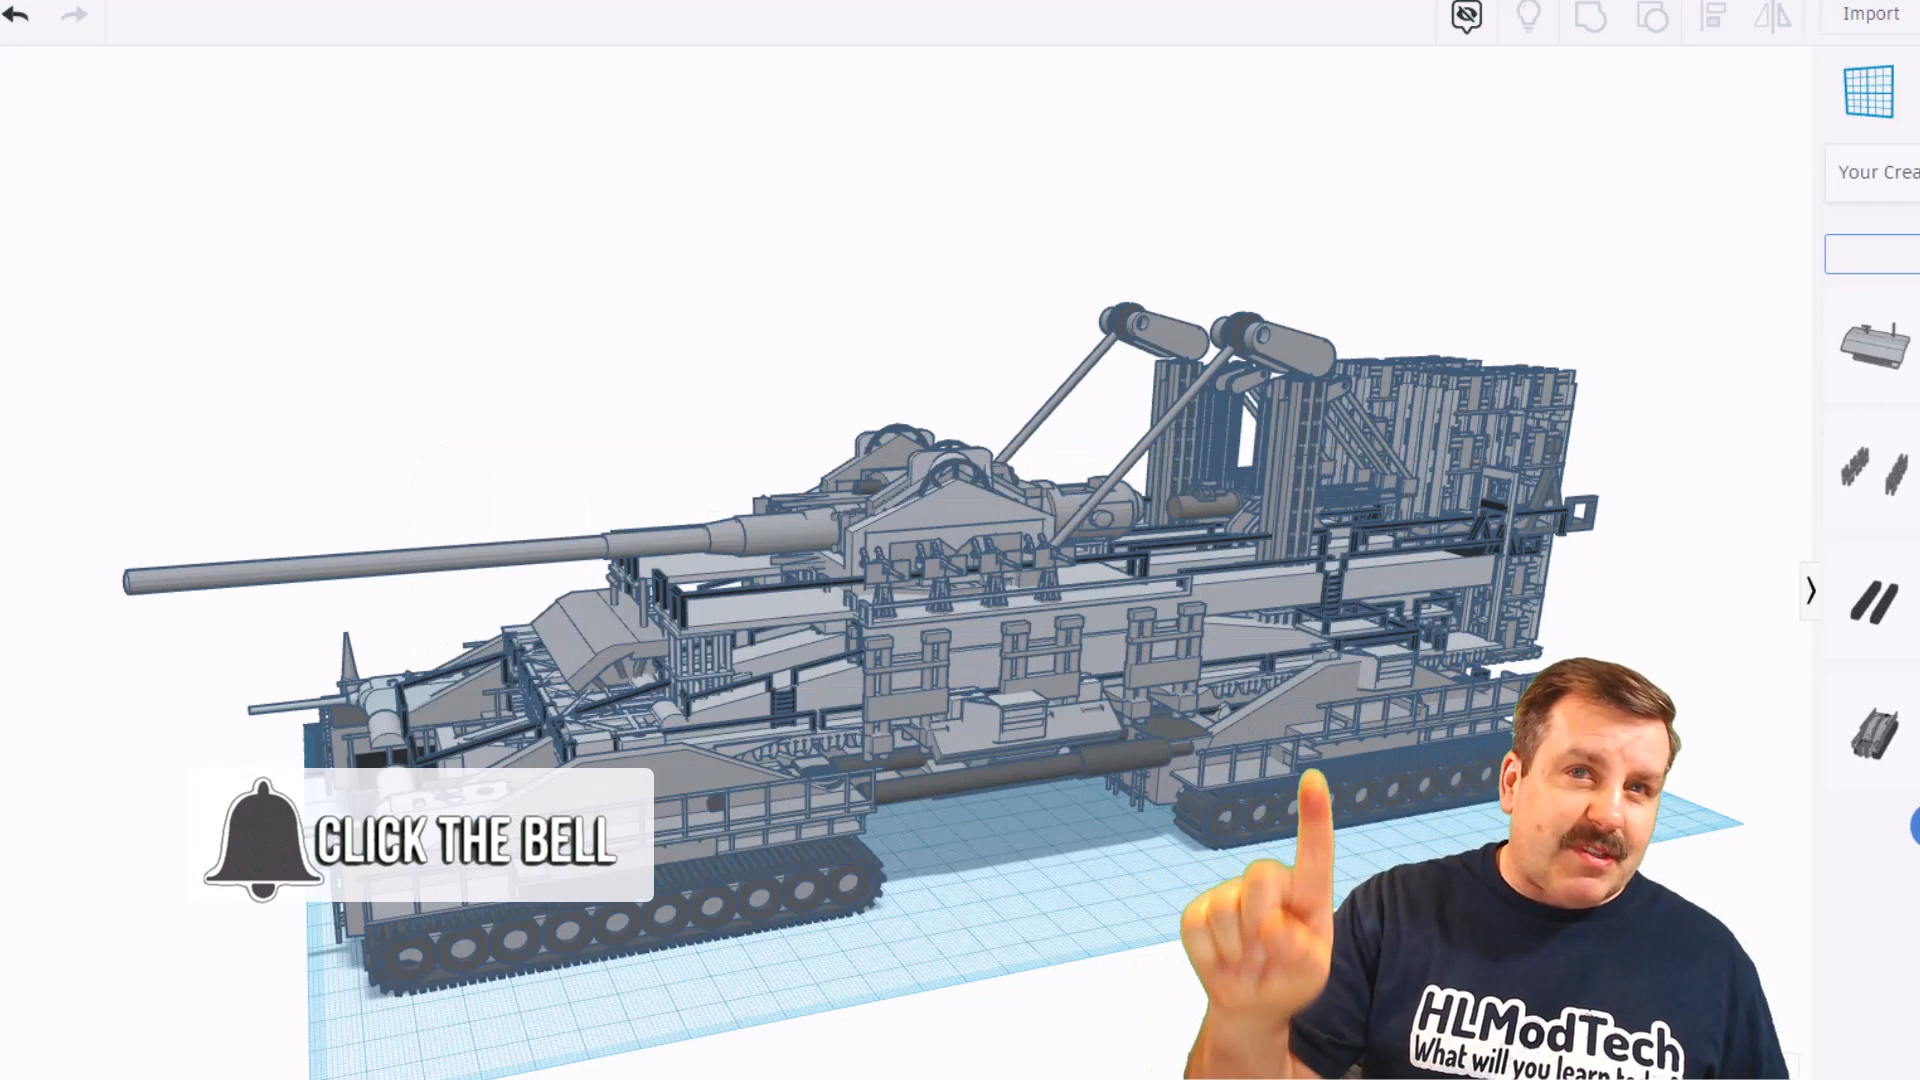 Import
Your Crea
CLICK THE BELL
HLModTech
What will you learn